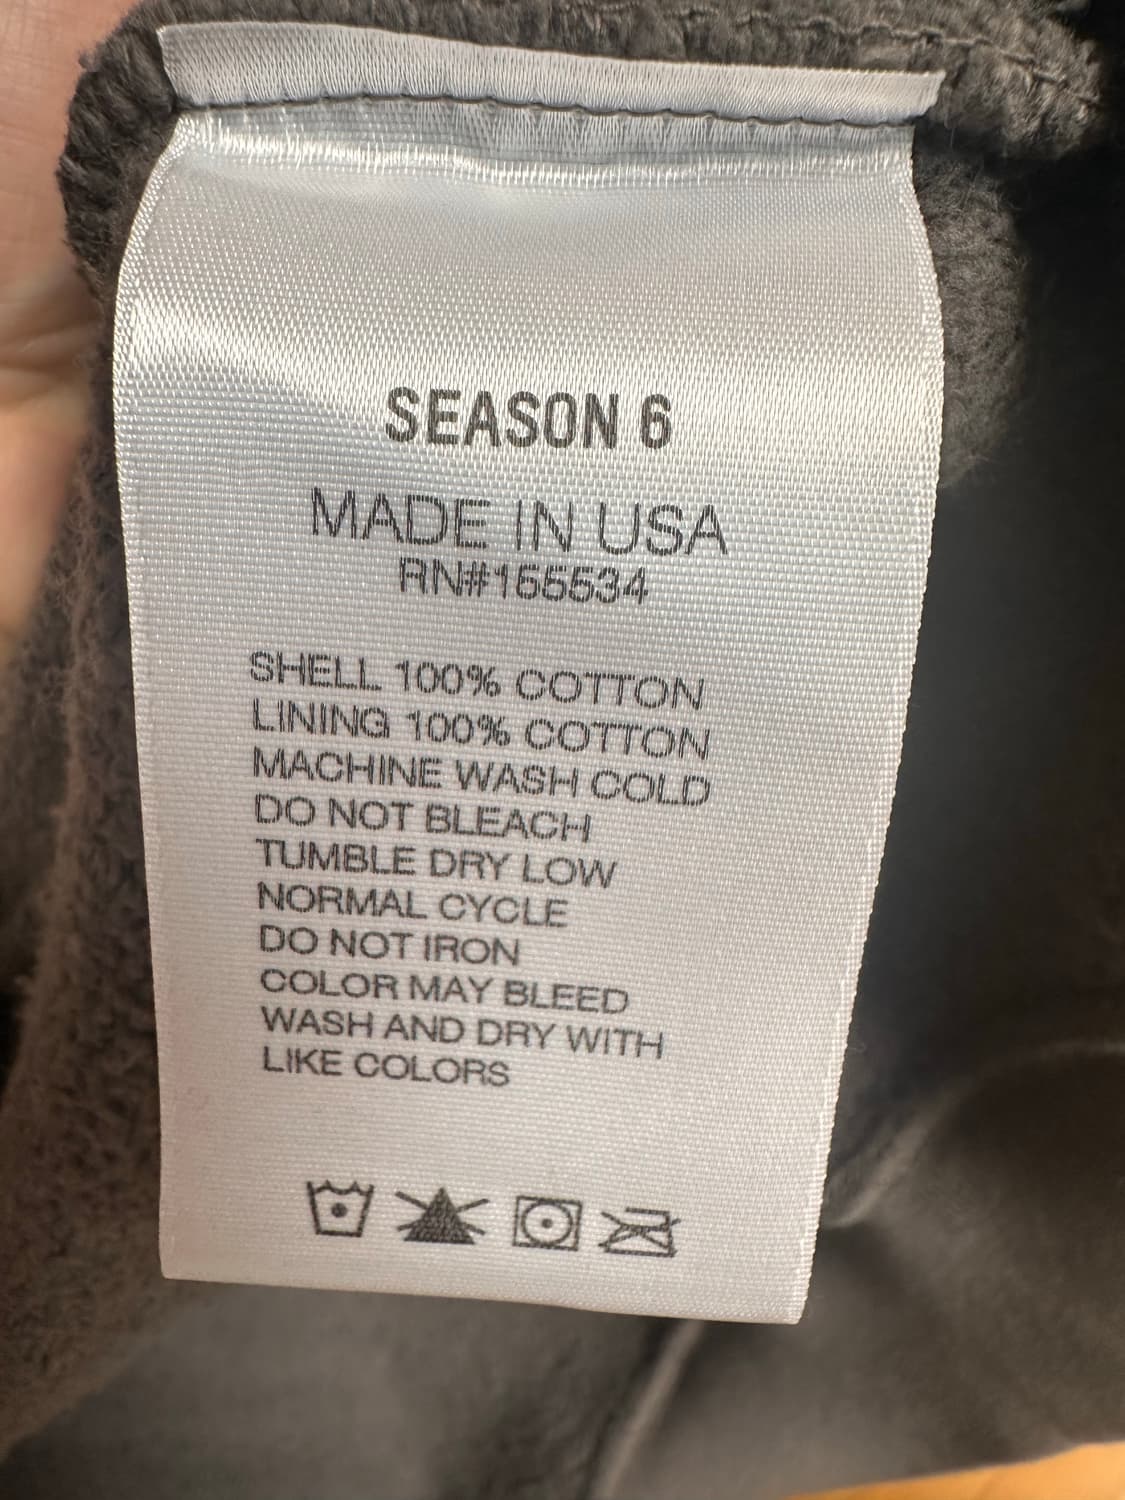 SEASON 6
MADE IN USA
RN#155534
SHELL 100% COTTON
LINING 100% COTTON
MACHINE WASH COLD
DO NOT BLEACH
TUMBLE DRY LOW
NORMAL CYCLE
DO NOT IRON
COLOR MAY BLEED
WASH AND DRY WITH
LIKE COLORS